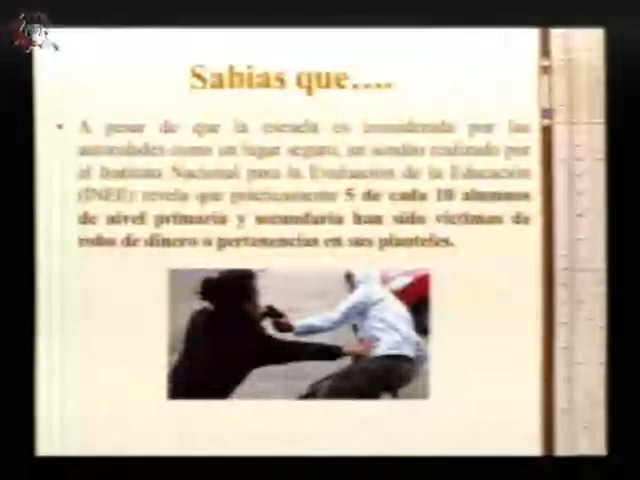 Sabias que….
• A pesar de que la escuela es considerada por las
autoridades como un lugar seguro, un sondeo realizado por
el Instituto Nacional para la Evaluación de la Educación
(INEE) revela que prácticamente 5 de cada 10 alumnos
de nivel primaria y secundaria han sido victimas de
robo de dinero o pertenencias en sus planteles.